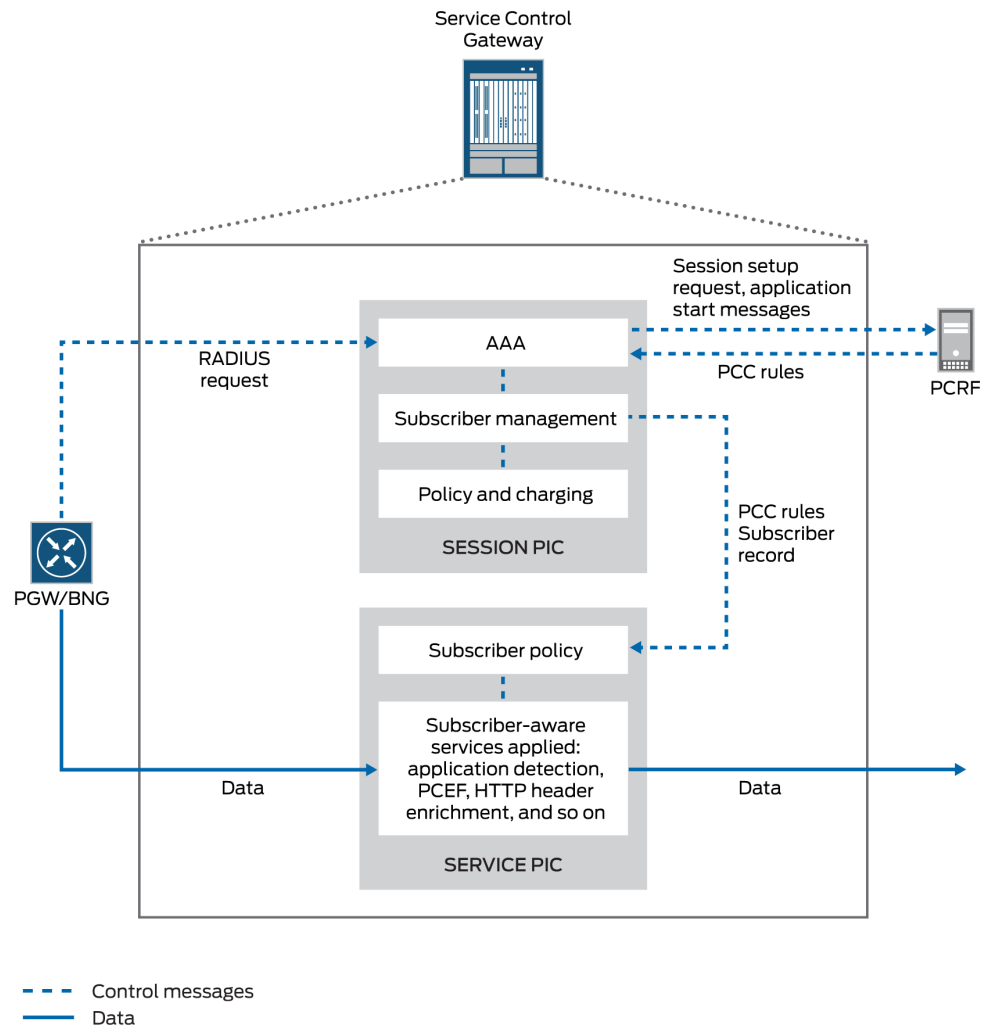 Service Control
Gateway
Session setup
request, application
start messages
AAA
RADIUS
request
PCC rules
PCRF
Subscriber management
Policy and charging
PCC rules
Subscriber
record
SESSION PIC
PGW/BNG
Subscriber policy
Subscriber-aware
services applied:
application detection,
PCEF, HTTP header
enrichment, and so on
Data
Data
SERVICE PIC
Control messages
Data